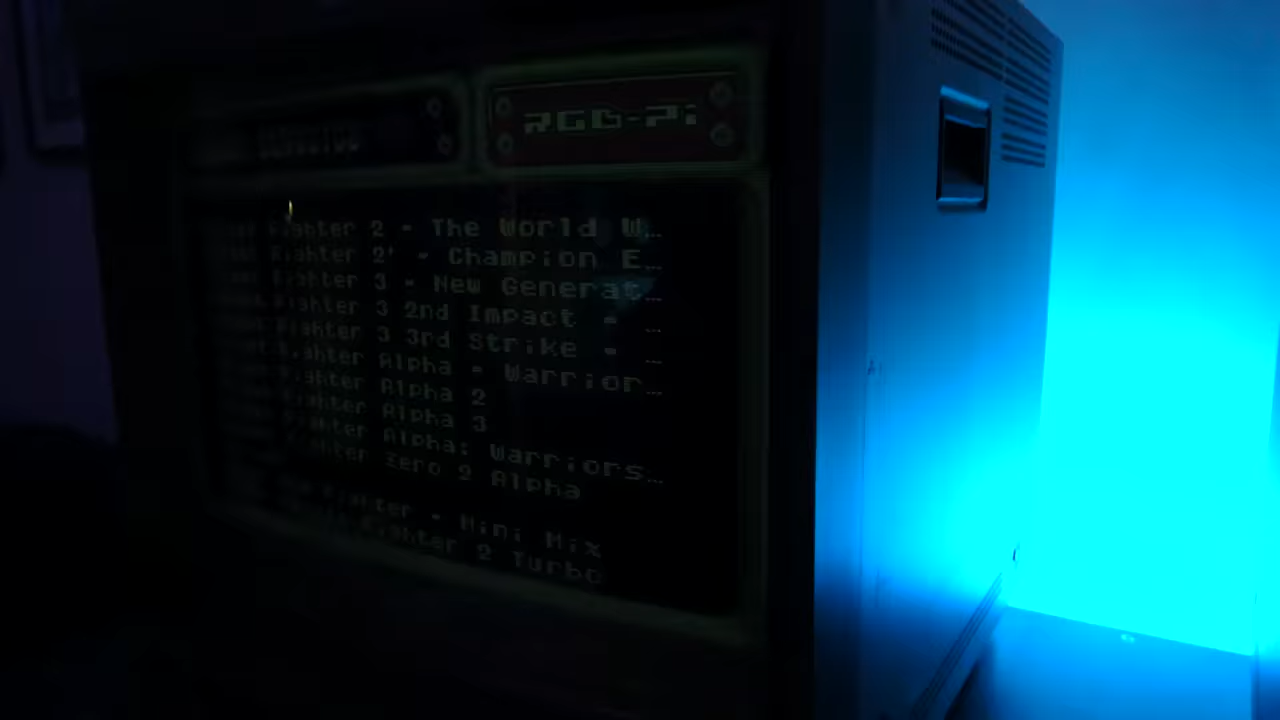 RGB-Pi
Fighter 2 - The World W…
Fighter 2' - Champion E…
Fighter 3 - New Generat…
Fighter 3 2nd Impact - …
Fighter 3 3rd Strike - …
Fighter Alpha - Warrior…
Fighter Alpha 2
Fighter Alpha 3
Fighter Alpha: Warriors…
Fighter Zero 2 Alpha
Fighter - Mini Mix
Fighter 2 Turbo